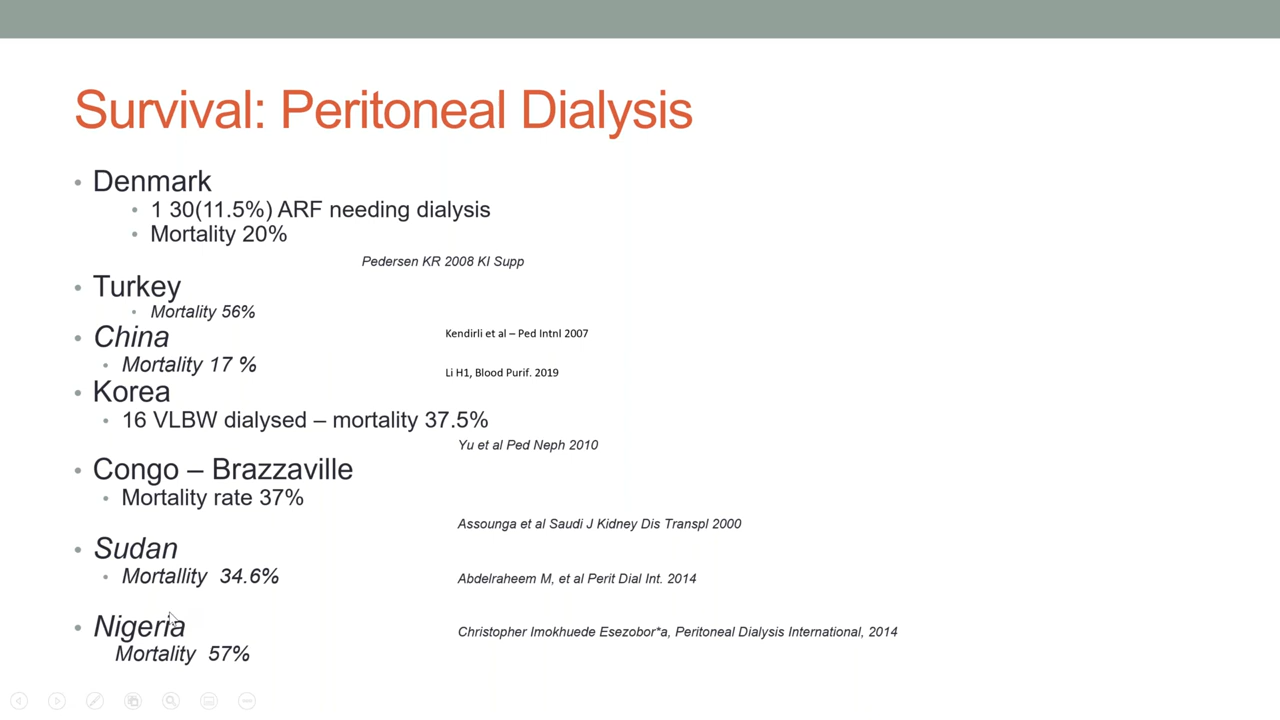 Survival: Peritoneal Dialysis
• Denmark
• 1 30(11.5%) ARF needing dialysis
• Mortality 20%
Pedersen KR 2008 KI Supp
• Turkey
• Mortality 56%
• China
Kendirli et al – Ped Intnl 2007
• Mortality 17 %
Li H1, Blood Purif. 2019
• Korea
• 16 VLBW dialysed – mortality 37.5%
Yu et al Ped Neph 2010
• Congo – Brazzaville
• Mortality rate 37%
Assounga et al Saudi J Kidney Dis Transpl 2000
• Sudan
• Mortallity 34.6%
Abdelraheem M, et al Perit Dial Int. 2014
• Nigeria
Christopher Imokhuede Esezobor*a, Peritoneal Dialysis International, 2014
Mortality 57%